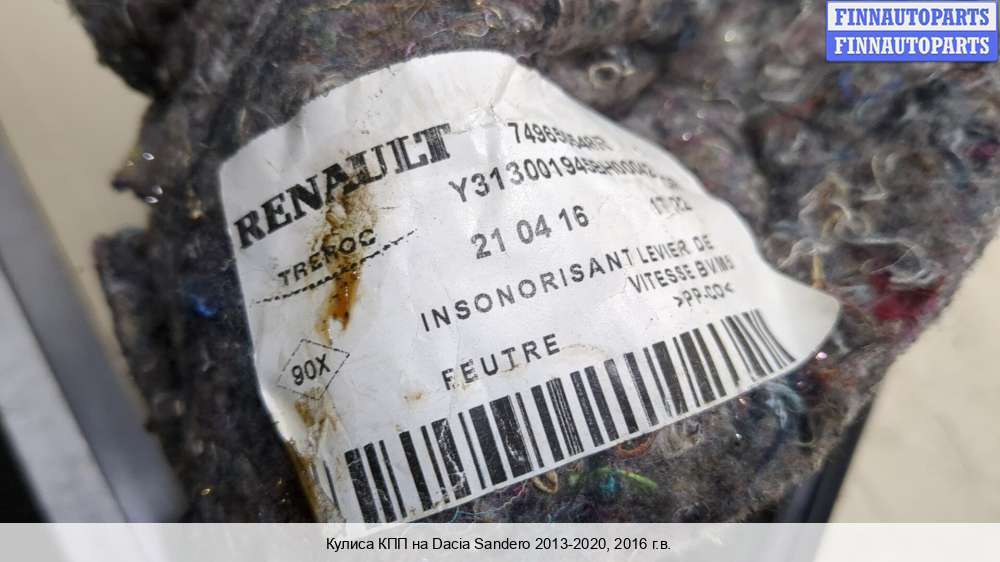 FINNAUTOPARTS
FINNAUTOPARTS
RENAULT
TREROC
21 04 16
INSONORISANT LEVIER DE
VITESSE BVM5
>PP-CO<
90X
FEUTRE
Кулиса КПП на Dacia Sandero 2013-2020, 2016 г.в.